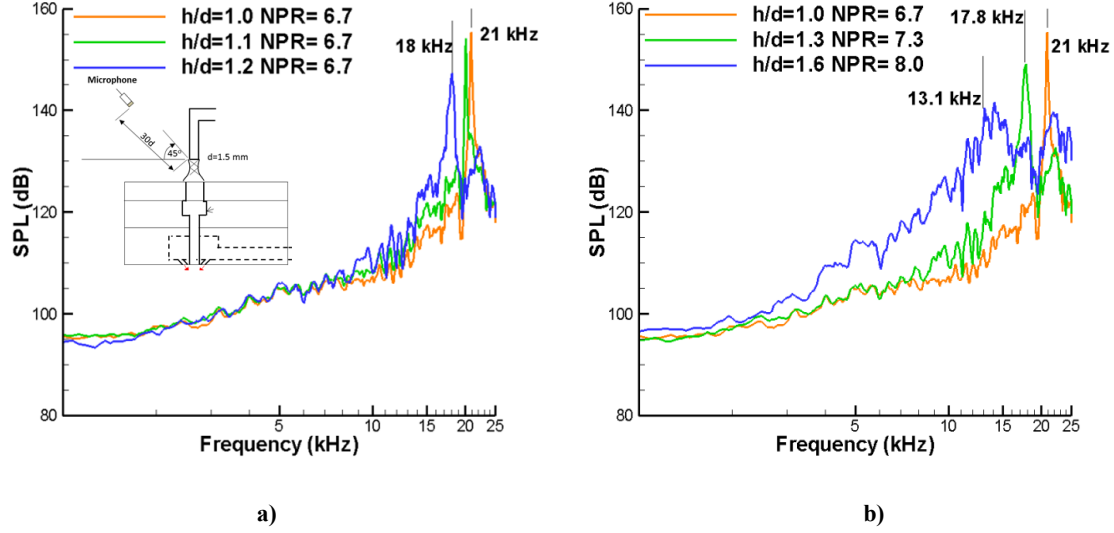 h/d=1.0 NPR= 6.7
h/d=1.1 NPR= 6.7
h/d=1.2 NPR= 6.7
18 kHz
21 kHz
Microphone
30d
45°
d=1.5 mm
160
140
120
100
80
SPL (dB)
5
10
15
20
25
Frequency (kHz)
a)
h/d=1.0 NPR= 6.7
h/d=1.3 NPR= 7.3
h/d=1.6 NPR= 8.0
17.8 kHz
21 kHz
13.1 kHz
160
140
120
100
80
SPL (dB)
5
10
15
20
25
Frequency (kHz)
b)